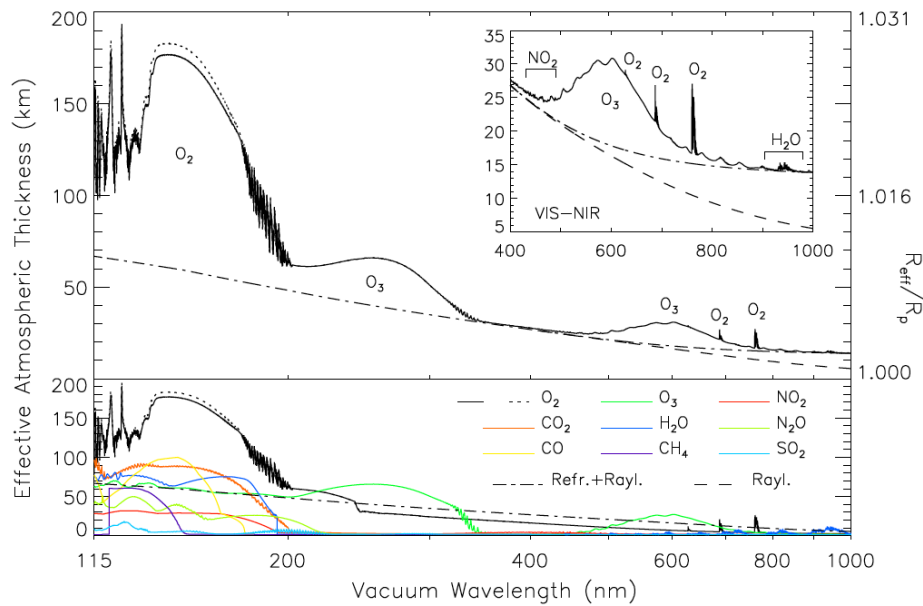 200
150
100
50
Effective Atmospheric Thickness (km)
O2
O3
O3
O2
O2
1.031
1.016
1.000
Reff/Rp
35
30
25
20
15
10
5
NO2
O2
O2
O2
O3
H2O
VIS−NIR
400
600
800
1000
200
150
100
50
0
O2
O3
NO2
CO2
H2O
N2O
CO
CH4
SO2
Refr.+Rayl.
Rayl.
115
200
400
600
800
1000
Vacuum Wavelength (nm)